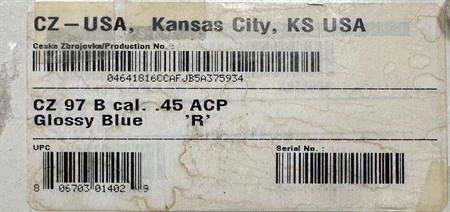 CZ-USA, Kansas City, KS USA
Ceska Zbrojovka/Production No. :
04641816CCAFJB5A375934
CZ 97 B cal. .45 ACP
Glossy Blue 'R'
UPC Serial No. :
8 06703 01402 9